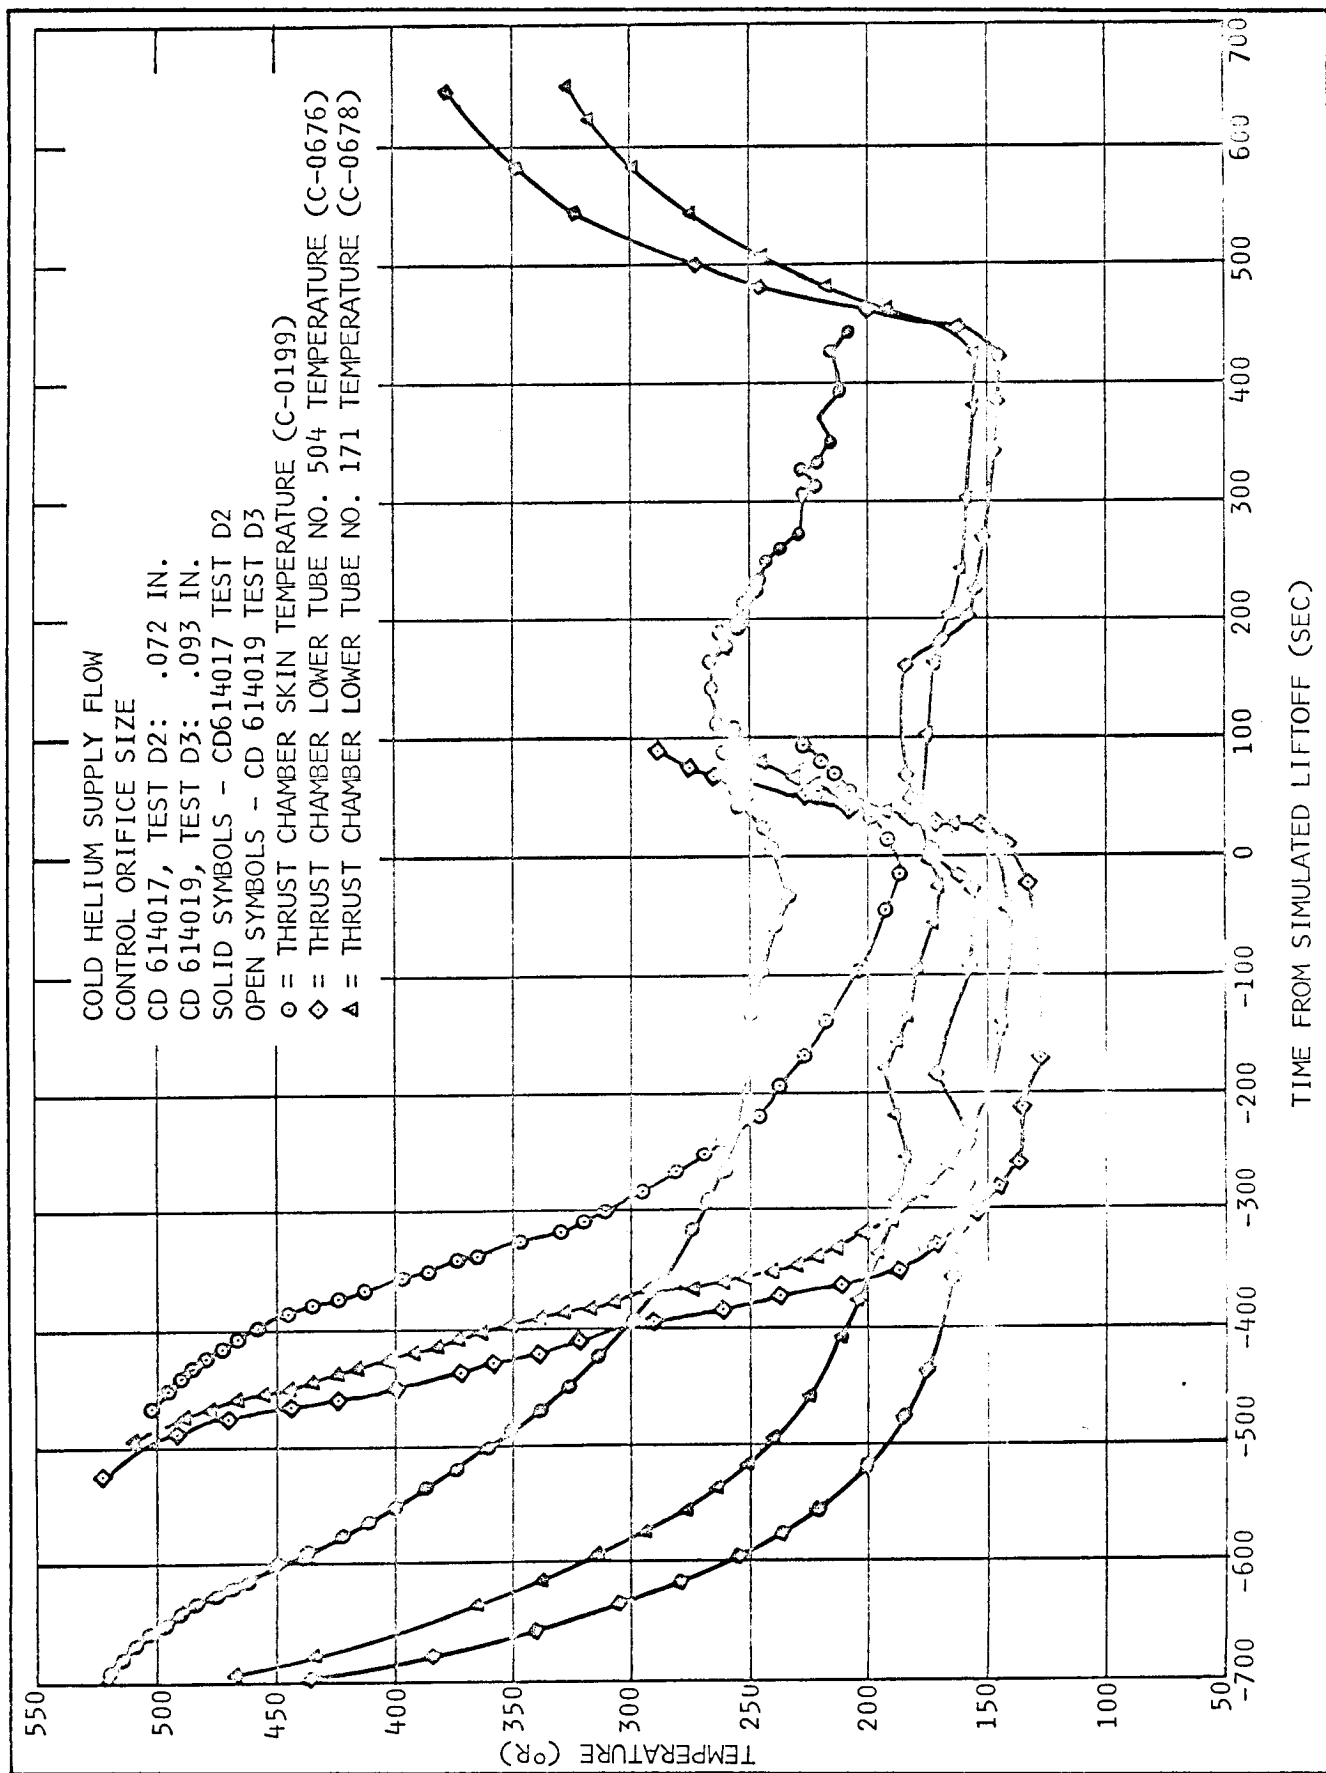 COLD HELIUM SUPPLY FLOW
CONTROL ORIFICE SIZE
CD 614017, TEST D2: .072 IN.
CD 614019, TEST D3: .093 IN.
SOLID SYMBOLS - CD614017 TEST D2
OPEN SYMBOLS - CD 614019 TEST D3
= THRUST CHAMBER SKIN TEMPERATURE (C-0199)
= THRUST CHAMBER LOWER TUBE NO. 504 TEMPERATURE (C-0676)
= THRUST CHAMBER LOWER TUBE NO. 171 TEMPERATURE (C-0678)
TEMPERATURE (°R)
550
500
450
400
350
300
250
200
150
100
50
-700
-600
-500
-400
-300
-200
-100
0
100
200
300
400
500
600
700
TIME FROM SIMULATED LIFTOFF (SEC)